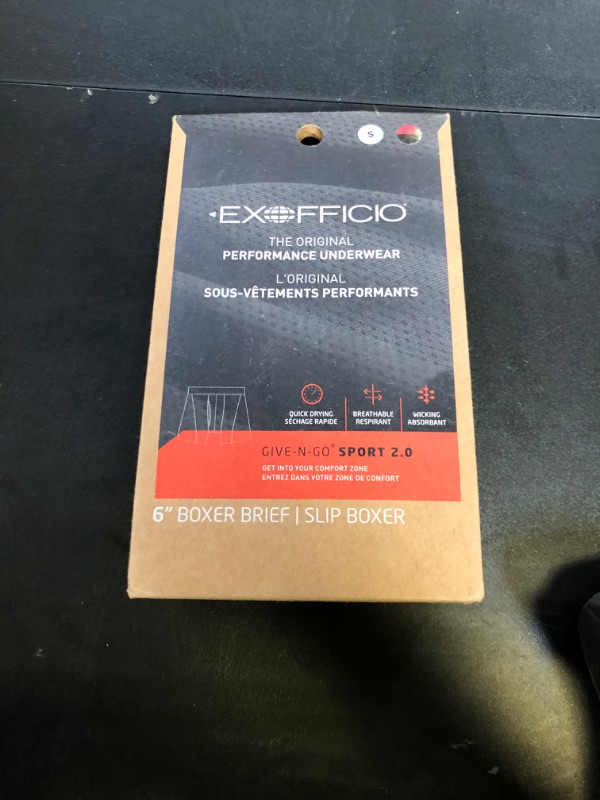 S
EXOFFICIO®
THE ORIGINAL
PERFORMANCE UNDERWEAR
L'ORIGINAL
SOUS-VÊTEMENTS PERFORMANTS
QUICK DRYING
SÉCHAGE RAPIDE
BREATHABLE
RESPIRANT
WICKING
ABSORBANT
GIVE-N-GO® SPORT 2.0
GET INTO YOUR COMFORT ZONE
ENTREZ DANS VOTRE ZONE DE CONFORT
6" BOXER BRIEF | SLIP BOXER